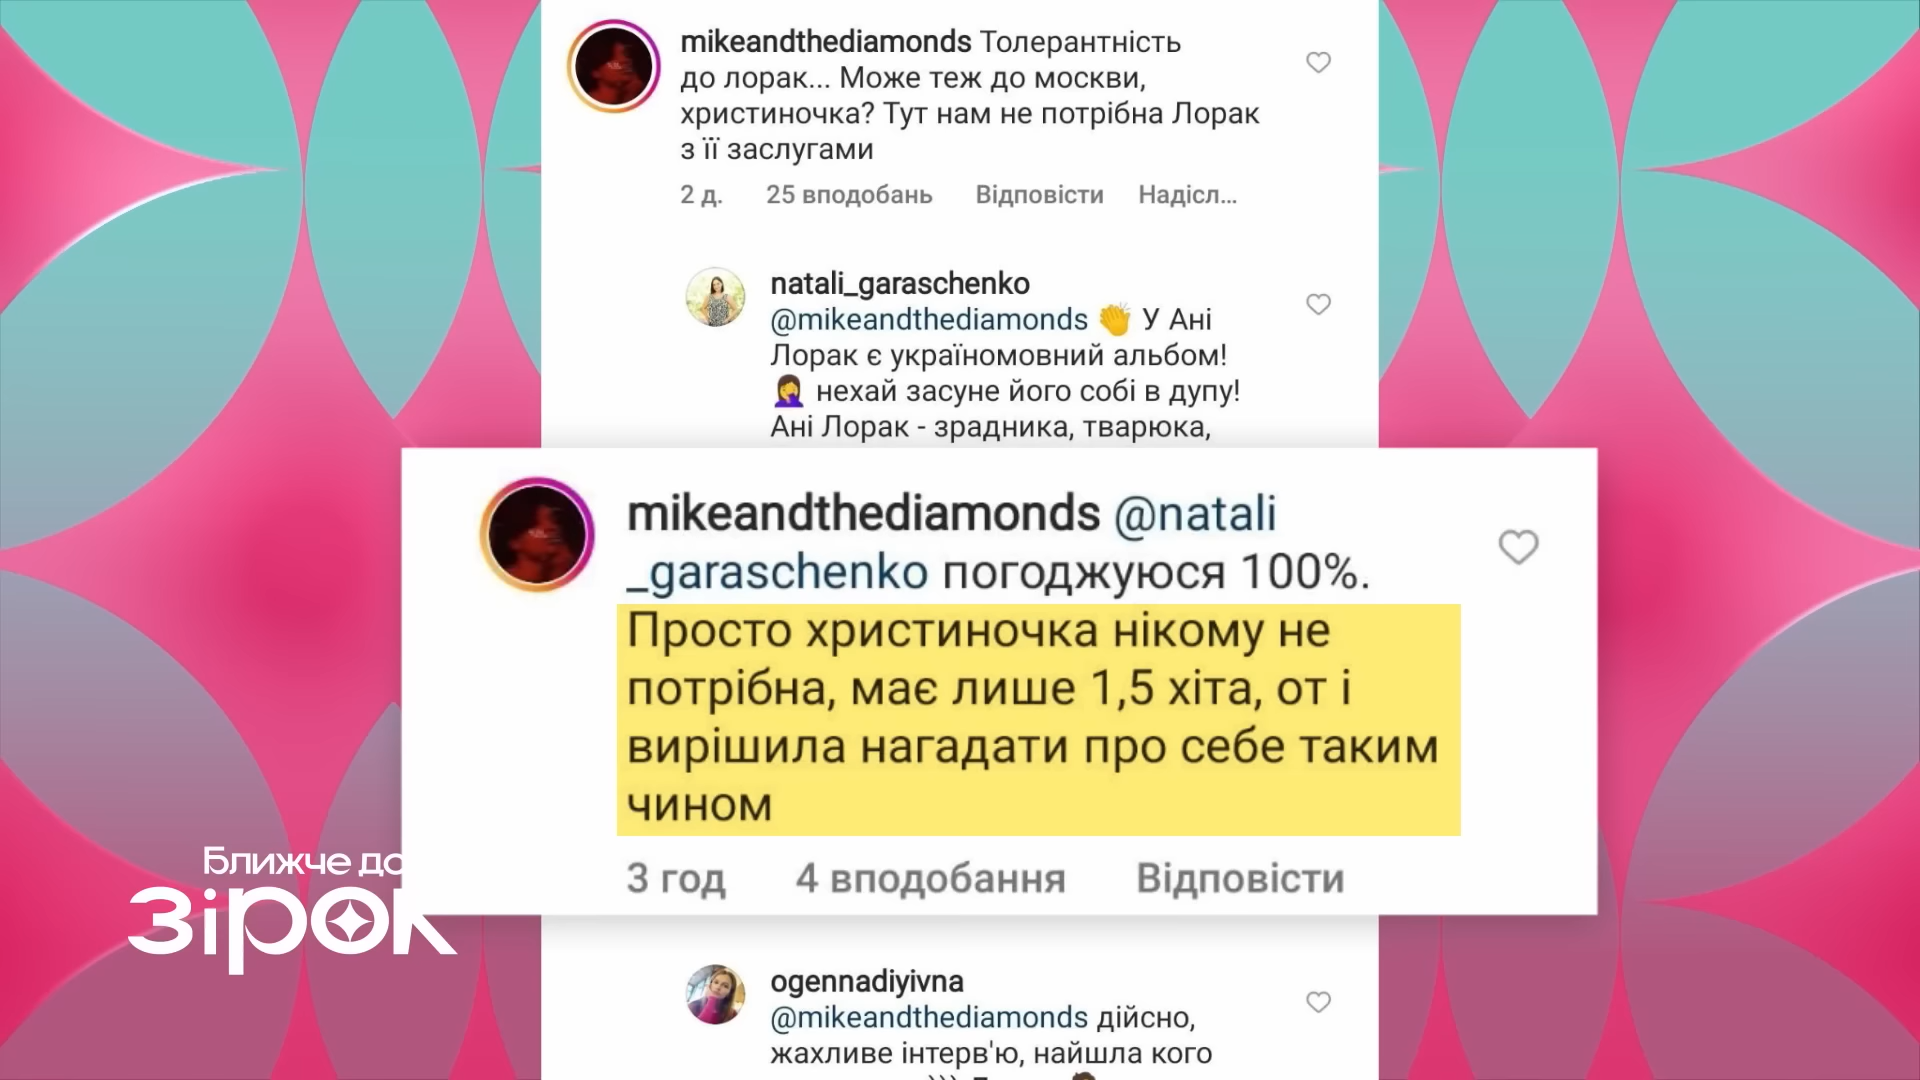 mikeandthediamonds Толерантність
до лорак... Може теж до москви,
христиночка? Тут нам не потрібна Лорак
з її заслугами
2 д. 25 вподобань Відповісти Надісл...
natali_garaschenko
@mikeandthediamonds 👏 У Ані
Лорак є україномовний альбом!
🤦‍♀️ нехай засуне його собі в дупу!
Ані Лорак - зрадника, тварюка,
mikeandthediamonds @natali
_garaschenko погоджуюся 100%.
Просто христиночка нікому не
потрібна, має лише 1,5 хіта, от і
вирішила нагадати про себе таким
чином
3 год 4 вподобання Відповісти
Ближче до
зірок
ogennadiyivna
@mikeandthediamonds дійсно,
жахливе інтерв'ю, найшла кого